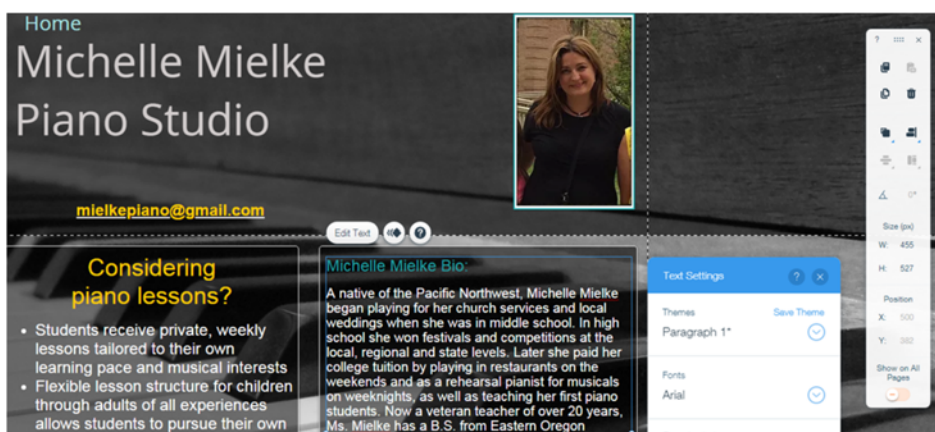 Home
Michelle Mielke
Piano Studio
mielkepiano@gmail.com
Considering
piano lessons?
• Students receive private, weekly
lessons tailored to their own
learning pace and musical interests
• Flexible lesson structure for children
through adults of all experiences
allows students to pursue their own
Edit Text
?
Michelle Mielke Bio:
A native of the Pacific Northwest, Michelle Mielke
began playing for her church services and local
weddings when she was in middle school. In high
school she won festivals and competitions at the
local, regional and state levels. Later she paid her
college tuition by playing in restaurants on the
weekends and as a rehearsal pianist for musicals
on weeknights, as well as teaching her first piano
students. Now a veteran teacher of over 20 years,
Ms. Mielke has a B.S. from Eastern Oregon
Text Settings ? ×
Themes Save Theme
Paragraph 1*
Fonts
Arial
? ×
0°
Size (px)
W: 455
H: 527
Position
X: 500
Y: 382
Show on All
Pages